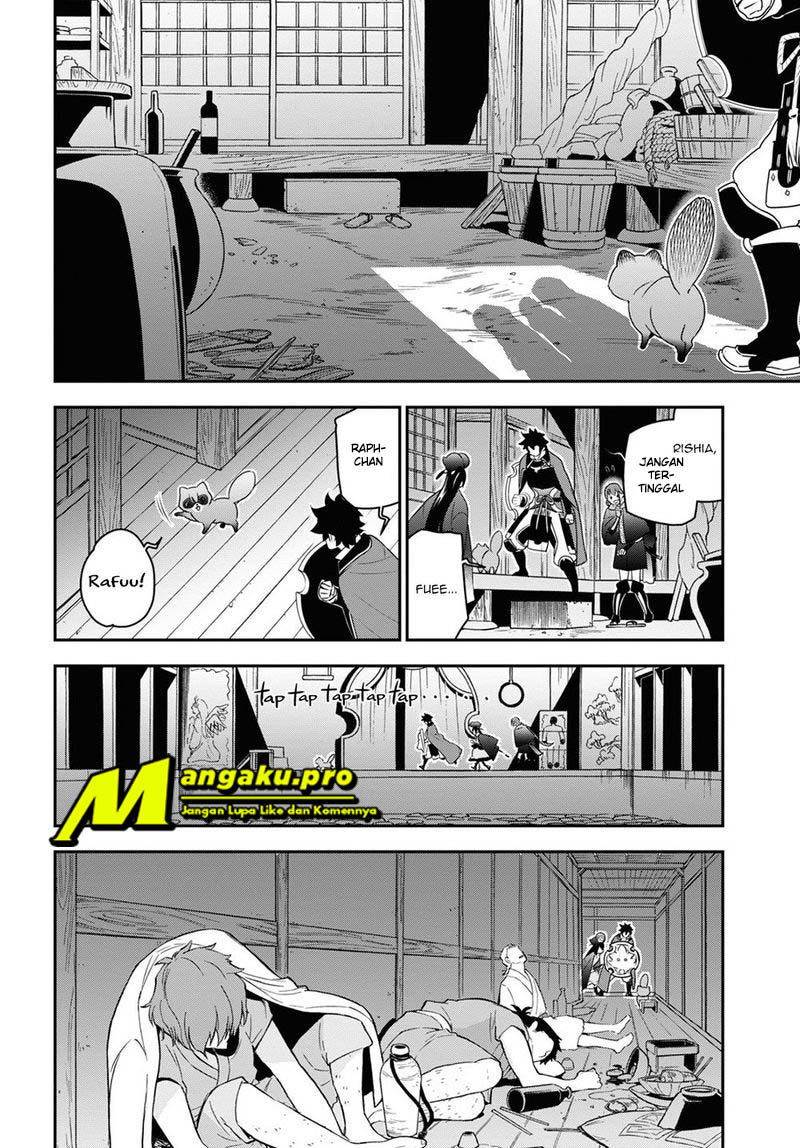 RISHIA,
JANGAN
TER-
TINGGAL
FUEE...
RAPH-
CHAN
Rafuu!
TAP TAP TAP TAP TAP .......
Mangaku.pro
Jangan Lupa Like dan Komennya